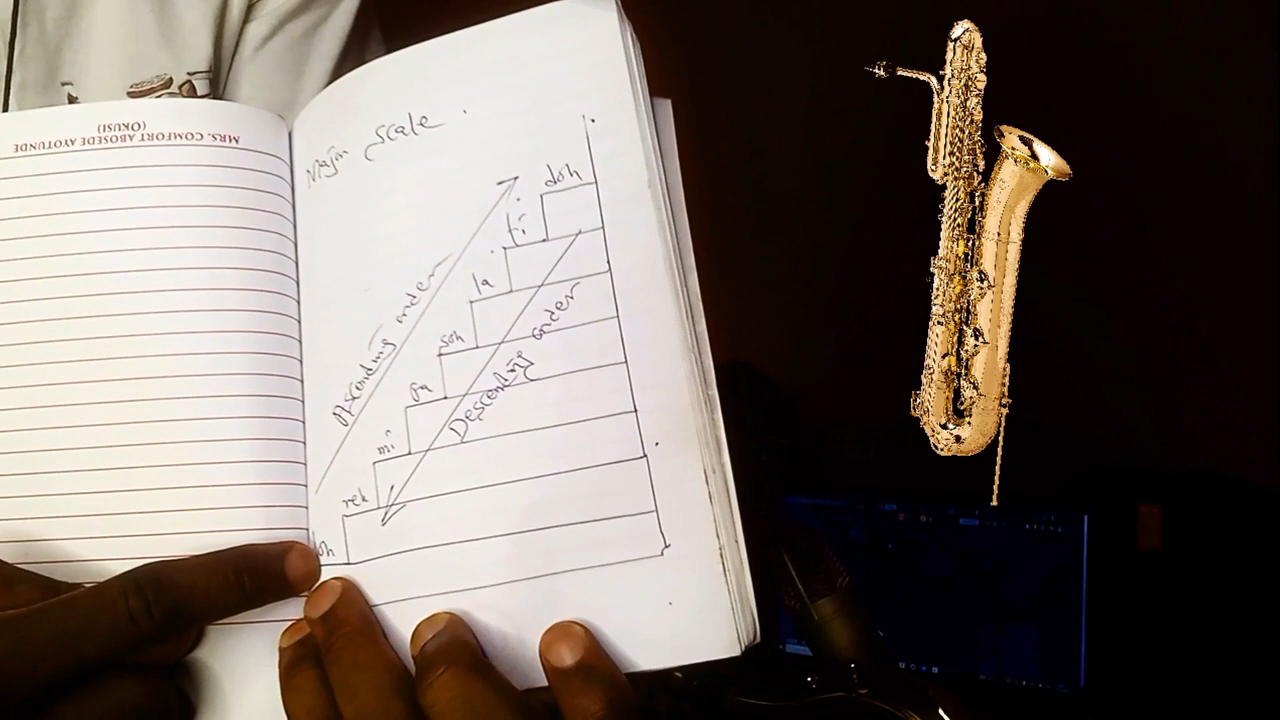 MRS. COMFORT ABOSEDE AYOTUNDE
(OKUSI)
Major Scale.
doh
ti
la
soh
fa
mi
reh
doh
Ascending order
Descending order